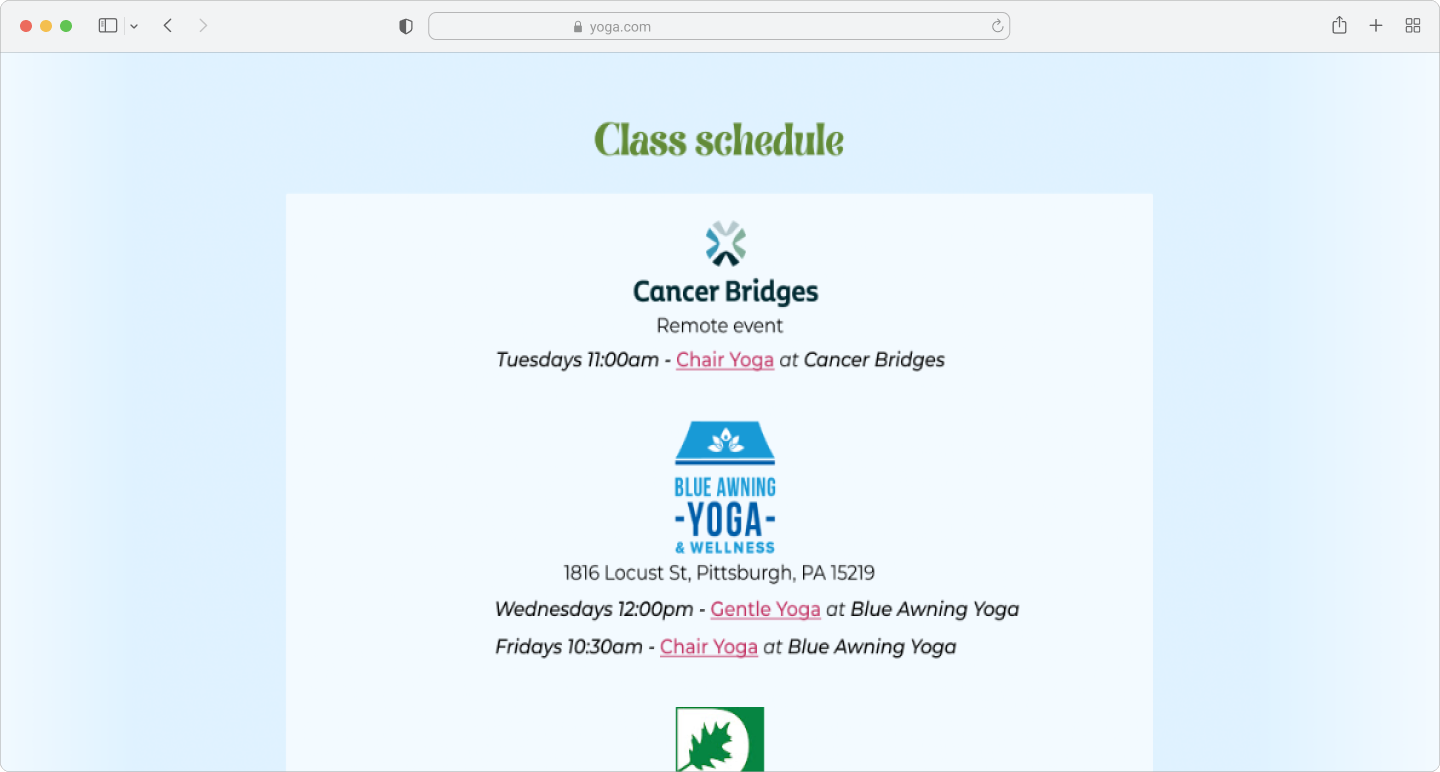 yoga.com
Class schedule
Cancer Bridges
Remote event
Tuesdays 11:00am - Chair Yoga at Cancer Bridges
BLUE AWNING
-YOGA-
& WELLNESS
1816 Locust St, Pittsburgh, PA 15219
Wednesdays 12:00pm - Gentle Yoga at Blue Awning Yoga
Fridays 10:30am - Chair Yoga at Blue Awning Yoga